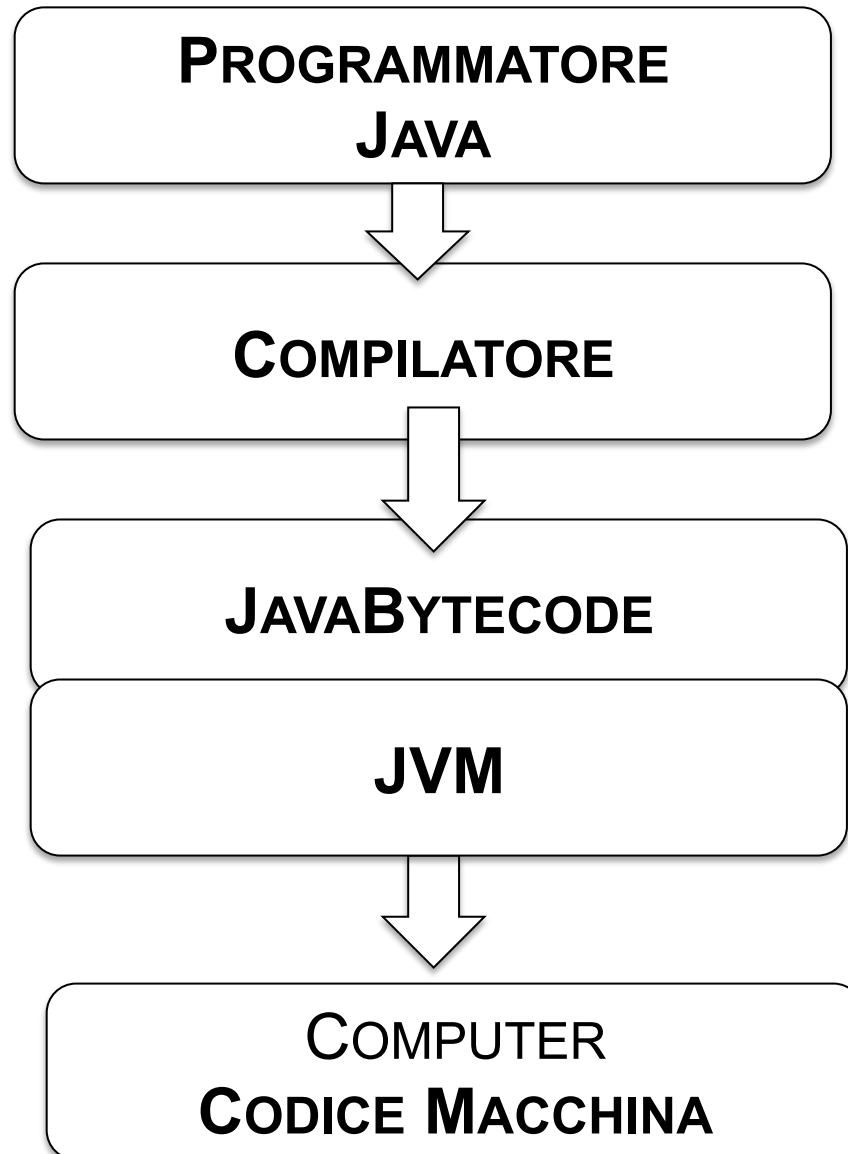 PROGRAMMATORE
JAVA
COMPILATORE
JAVABYTECODE
JVM
COMPUTER
CODICE MACCHINA